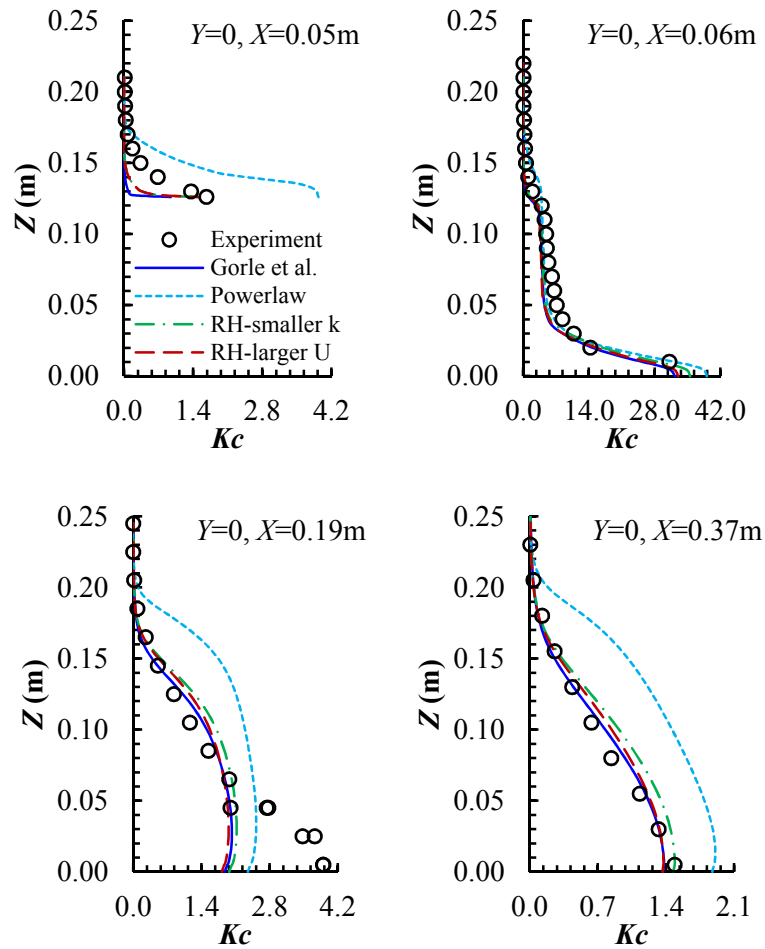 Y=0, X=0.05m
0.25
0.20
0.15
0.10
0.05
0.00
Z (m)
Experiment
Gorle et al.
Powerlaw
RH-smaller k
RH-larger U
0.0 1.4 2.8 4.2
Kc
Y=0, X=0.06m
0.25
0.20
0.15
0.10
0.05
0.00
Z (m)
0.0 14.0 28.0 42.0
Kc
Y=0, X=0.19m
0.25
0.20
0.15
0.10
0.05
0.00
Z (m)
0.0 1.4 2.8 4.2
Kc
Y=0, X=0.37m
0.25
0.20
0.15
0.10
0.05
0.00
Z (m)
0.0 0.7 1.4 2.1
Kc